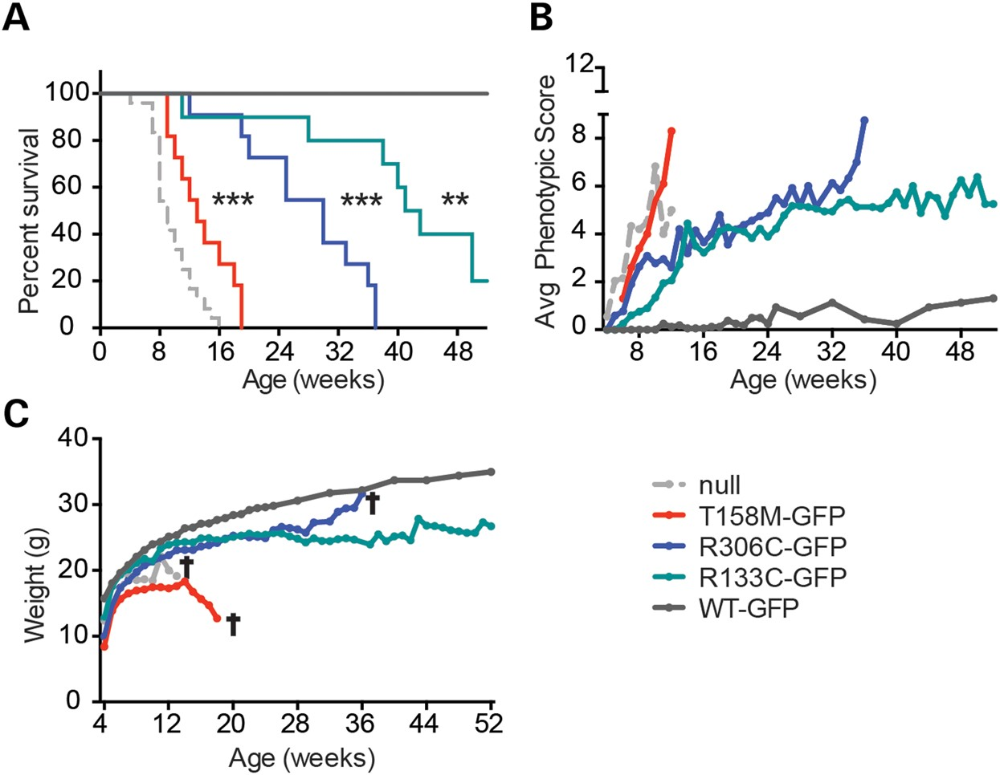 A
B
C
Percent survival
100
80
60
40
20
0
*** *** **
0 8 16 24 32 40 48
Age (weeks)
Avg Phenotypic Score
12
8
6
4
2
0
8 16 24 32 40 48
Age (weeks)
Weight (g)
40
30
20
10
0
†
†
†
4 12 20 28 36 44 52
Age (weeks)
null
T158M-GFP
R306C-GFP
R133C-GFP
WT-GFP